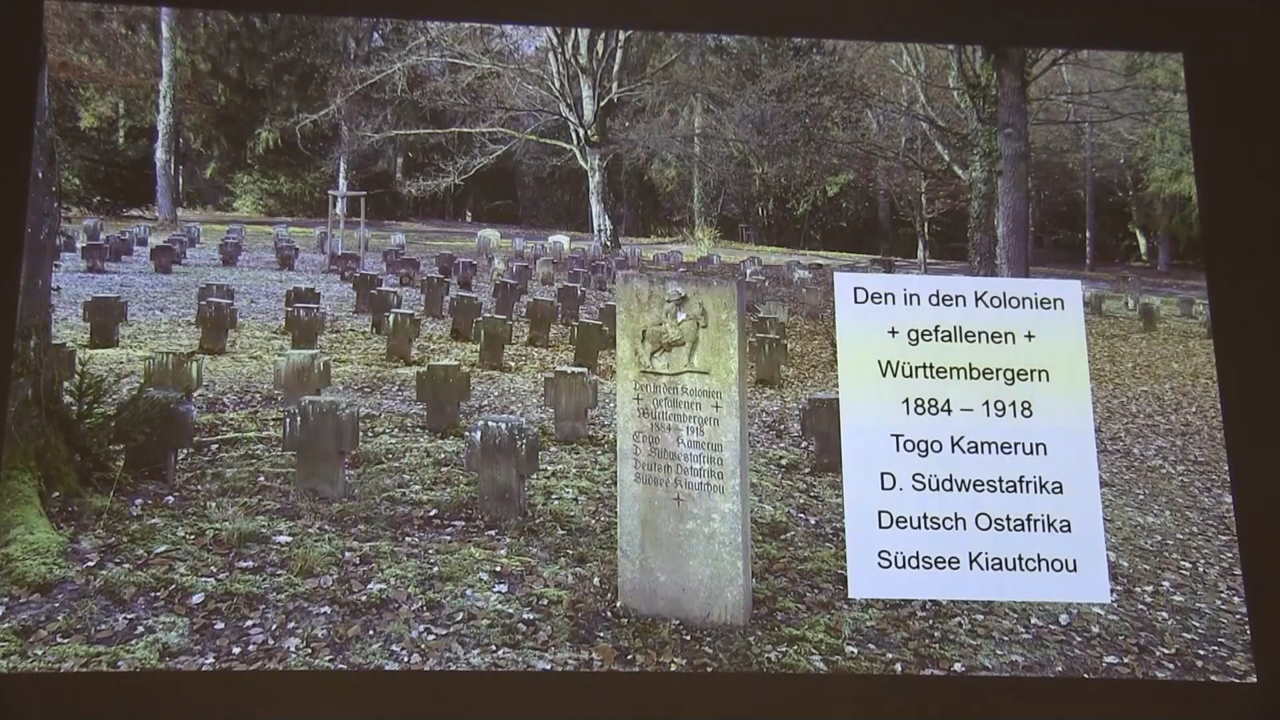 Den in den Kolonien
+ gefallenen +
Württembergern
1884 – 1918
Togo Kamerun
D. Südwestafrika
Deutsch Ostafrika
Südsee Kiautchou
Den in den Kolonien
+ gefallenen +
Württembergern
1884 – 1918
Togo Kamerun
D. Südwestafrika
Deutsch Ostafrika
Südsee Kiautchou